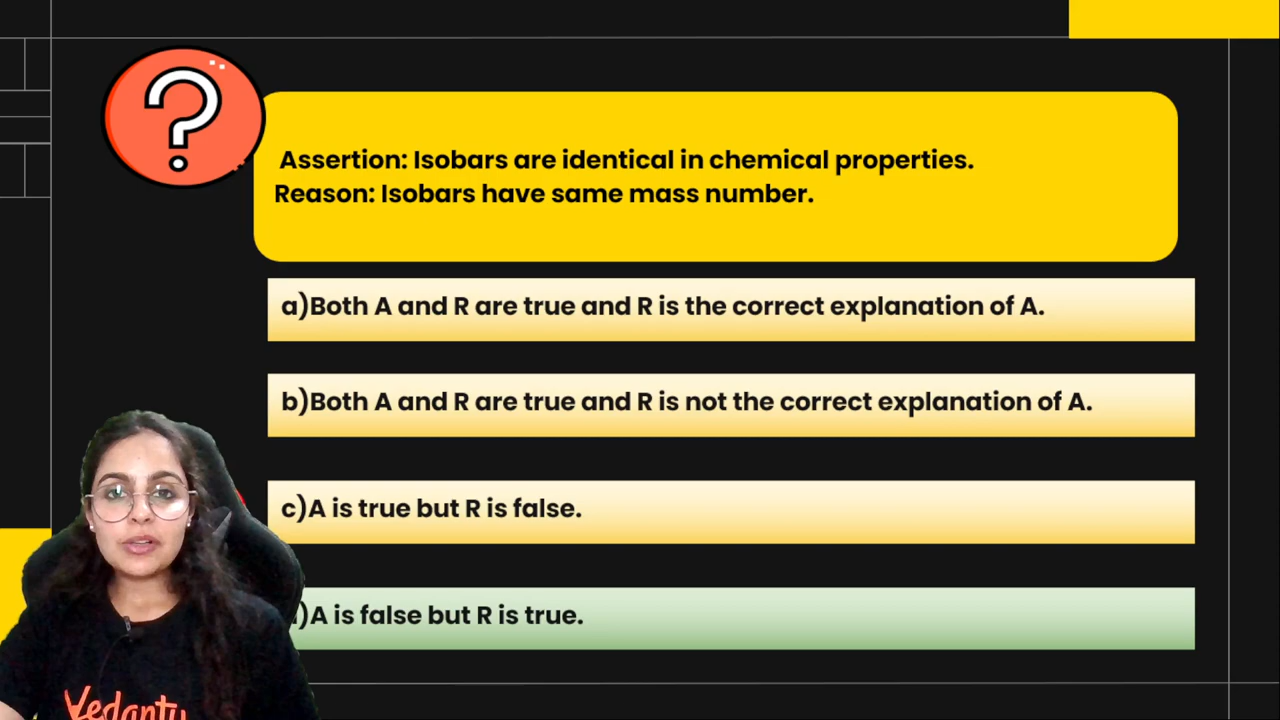 Assertion: Isobars are identical in chemical properties.
Reason: Isobars have same mass number.
a)Both A and R are true and R is the correct explanation of A.
b)Both A and R are true and R is not the correct explanation of A.
c)A is true but R is false.
)A is false but R is true.
Vedantu